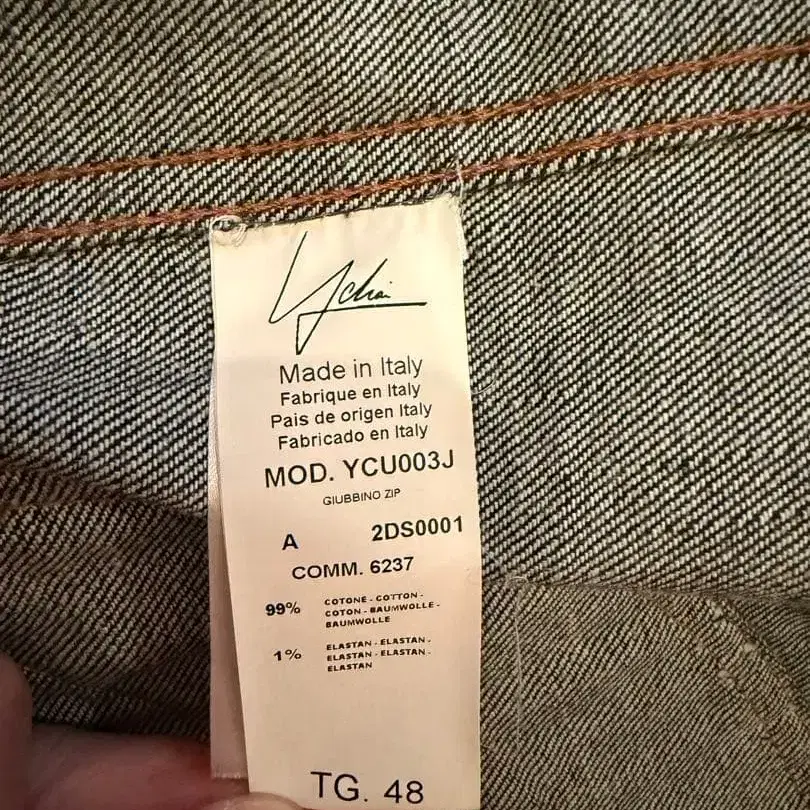 Ychai
Made in Italy
Fabrique en Italy
Pais de origen Italy
Fabricado en Italy
MOD. YCU003J
GIUBBINO ZIP
A 2DS0001
COMM. 6237
99% COTONE - COTTON -
COTON - BAUMWOLLE -
BAUMWOLLE
1% ELASTAN - ELASTAN -
ELASTAN - ELASTAN -
ELASTAN
TG. 48